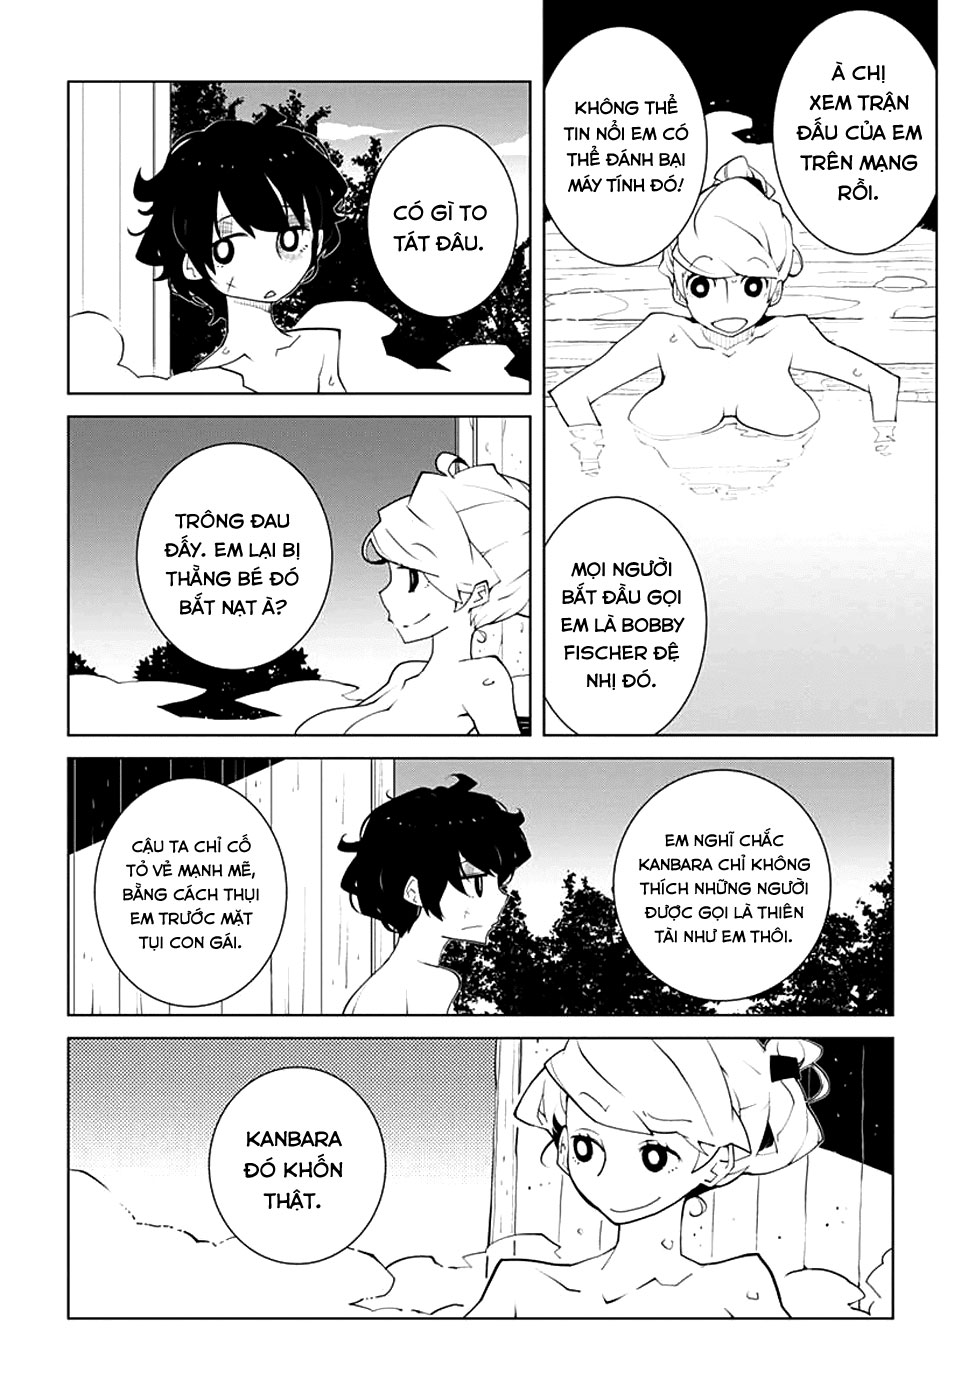 À CHỊ
XEM TRẬN
ĐẤU CỦA EM
TRÊN MẠNG
RỒI.
KHÔNG THỂ
TIN NỔI EM CÓ
THỂ ĐÁNH BẠI
MÁY TÍNH ĐÓ!
MỌI NGƯỜI
BẮT ĐẦU GỌI
EM LÀ BOBBY
FISCHER ĐỆ
NHỊ ĐÓ.
CÓ GÌ TO
TÁT ĐÂU.
TRÔNG ĐAU
ĐẤY. EM LẠI BỊ
THẰNG BÉ ĐÓ
BẮT NẠT À?
EM NGHĨ CHẮC
KANBARA CHỈ KHÔNG
THÍCH NHỮNG NGƯỜI
ĐƯỢC GỌI LÀ THIÊN
TÀI NHƯ EM THÔI.
CẬU TA CHỈ CỐ
TỎ VẺ MẠNH MẼ,
BẰNG CÁCH THỤI
EM TRƯỚC MẶT
TỤI CON GÁI.
KANBARA
ĐÓ KHỐN
THẬT.